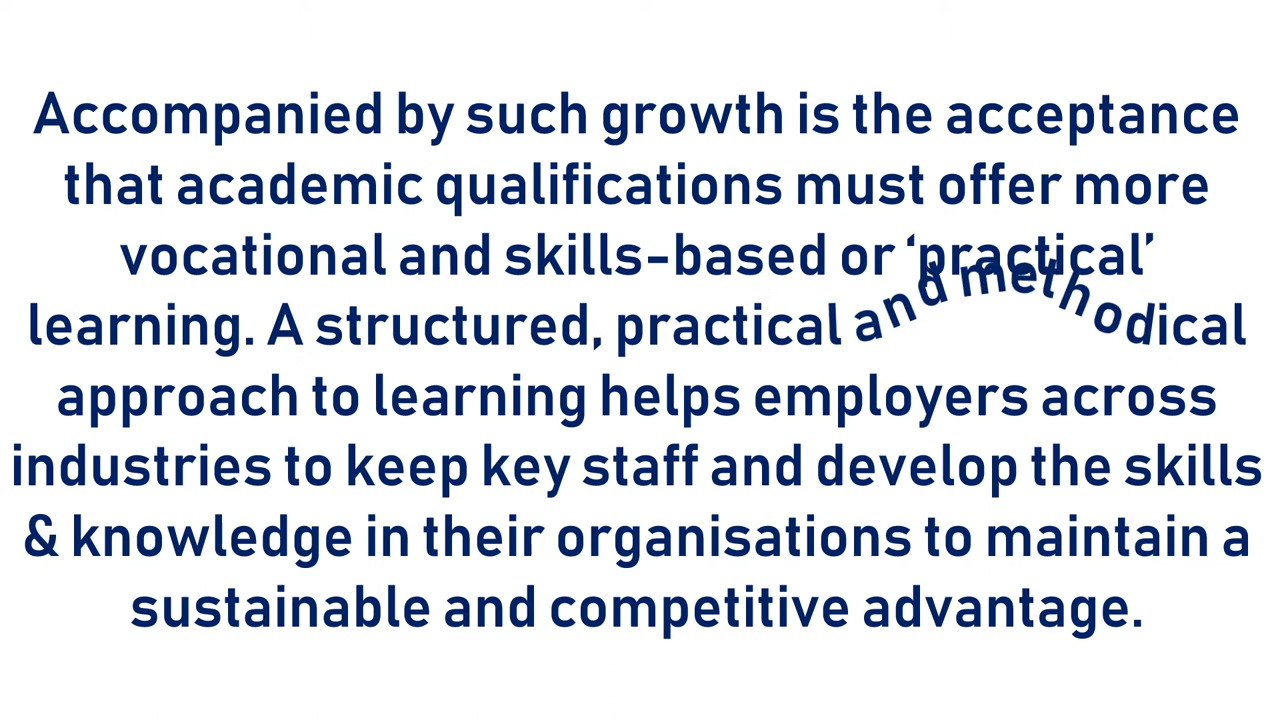 Accompanied by such growth is the acceptance
that academic qualifications must offer more
vocational and skills-based or ‘practical’
learning. A structured, practical and methodical
approach to learning helps employers across
industries to keep key staff and develop the skills
& knowledge in their organisations to maintain a
sustainable and competitive advantage.